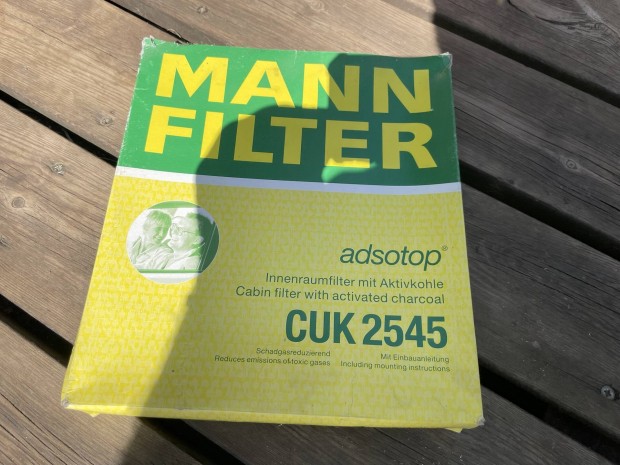 MANN
FILTER
adsotop®
Innenraumfilter mit Aktivkohle
Cabin filter with activated charcoal
CUK 2545
Schadgasreduzierend
Reduces emissions of toxic gases
Mit Einbauanleitung
Including mounting instructions